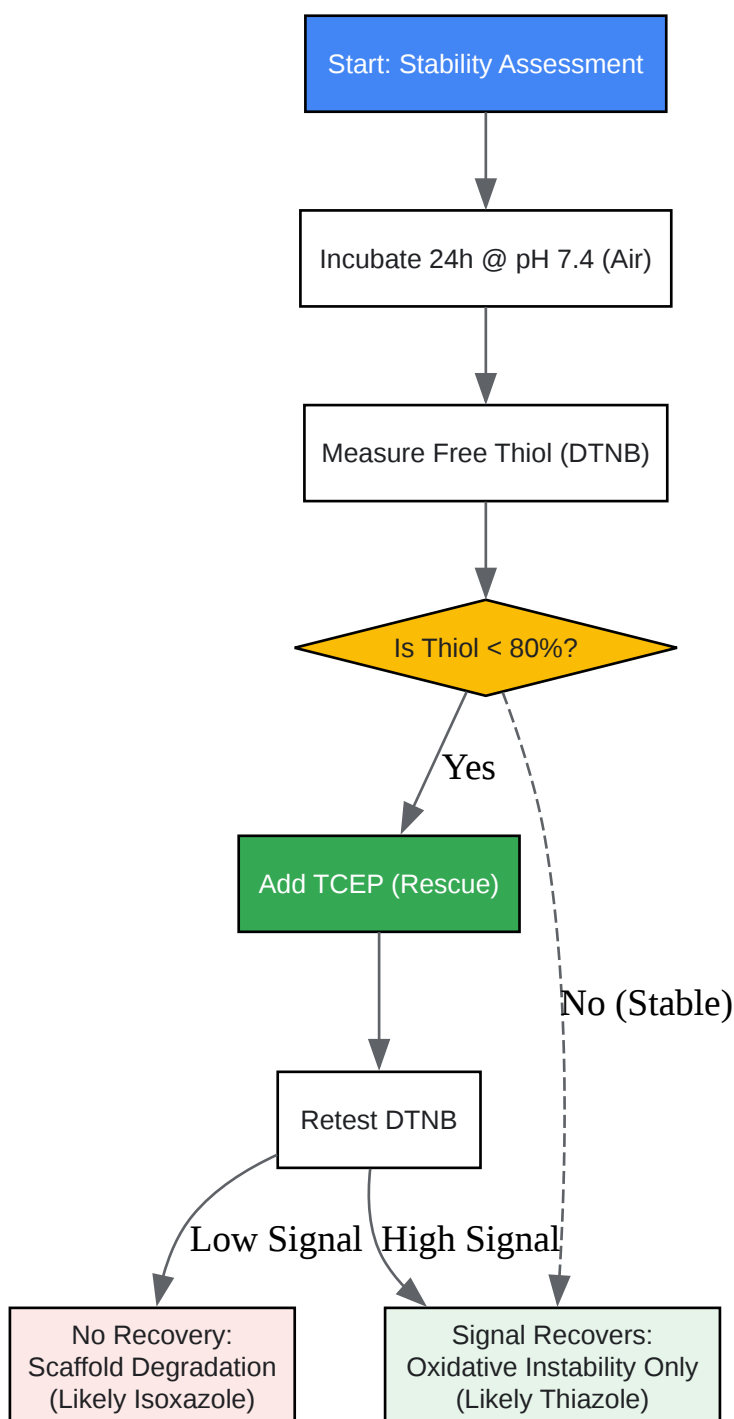 Start: Stability Assessment
Incubate 24h @ pH 7.4 (Air)
Measure Free Thiol (DTNB)
Is Thiol < 80%?
Yes
Add TCEP (Rescue)
No (Stable)
Retest DTNB
Low Signal
High Signal
No Recovery:
Scaffold Degradation
(Likely Isoxazole)
Signal Recovers:
Oxidative Instability Only
(Likely Thiazole)